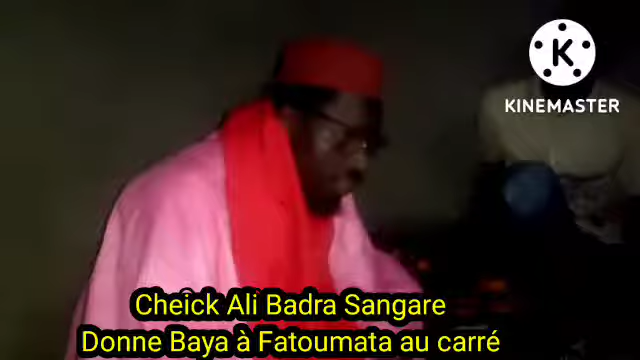 K
KINEMASTER
Cheick Ali Badra Sangare
Donne Baya à Fatoumata au carré